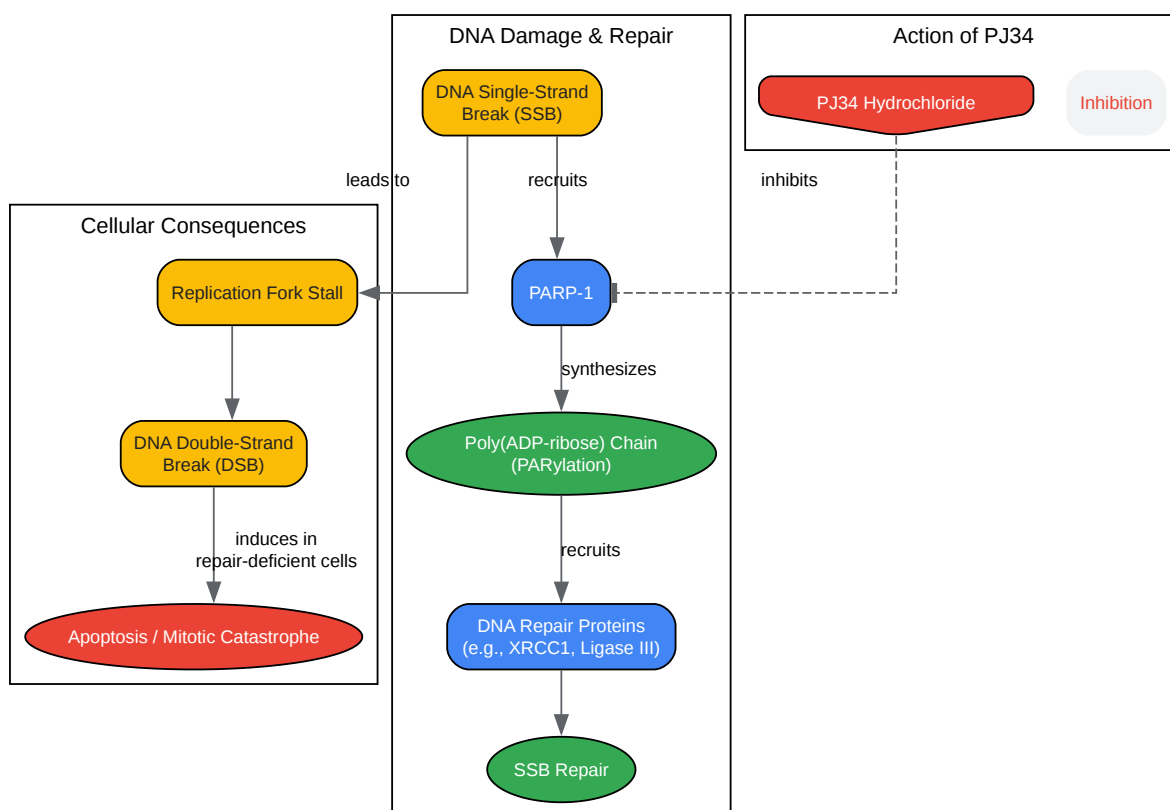 DNA Damage & Repair
Action of PJ34
DNA Single-Strand
Break (SSB)
PJ34 Hydrochloride
Inhibition
leads to
recruits
inhibits
Cellular Consequences
Replication Fork Stall
PARP-1
synthesizes
DNA Double-Strand
Break (DSB)
Poly(ADP-ribose) Chain
(PARylation)
induces in
repair-deficient cells
recruits
Apoptosis / Mitotic Catastrophe
DNA Repair Proteins
(e.g., XRCC1, Ligase III)
SSB Repair